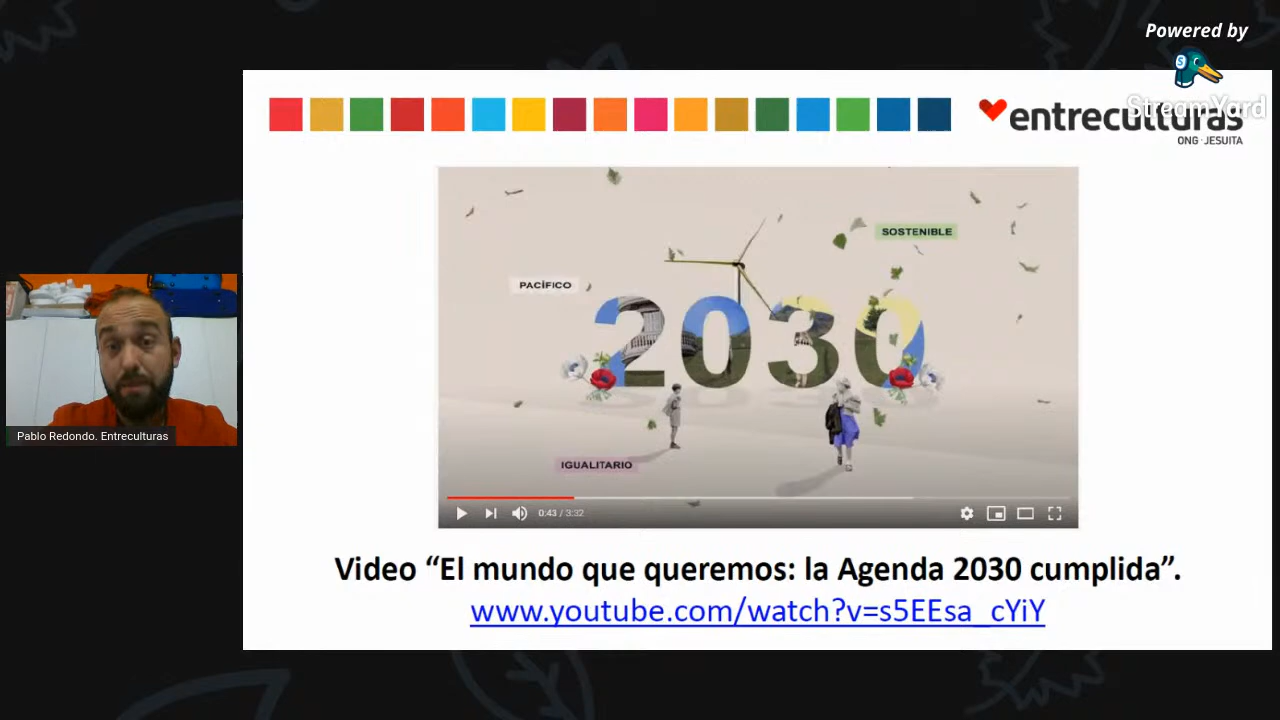 Powered by
StreamYard
entreculturas
ONG · JESUITA
SOSTENIBLE
PACÍFICO
2030
IGUALITARIO
0:43 / 3:32
Pablo Redondo. Entreculturas
Video “El mundo que queremos: la Agenda 2030 cumplida”.
www.youtube.com/watch?v=s5EEsa_cYiY